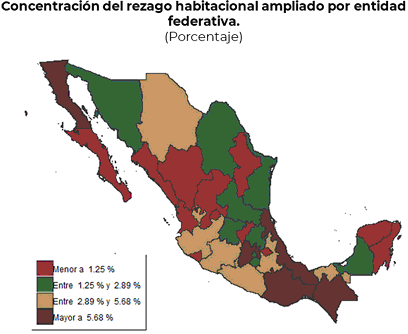 Concentración del rezago habitacional ampliado por entidad
federativa.
(Porcentaje)
Menor a 1.25 %
Entre 1.25 % y 2.89 %
Entre 2.89 % y 5.68 %
Mayor a 5.68 %